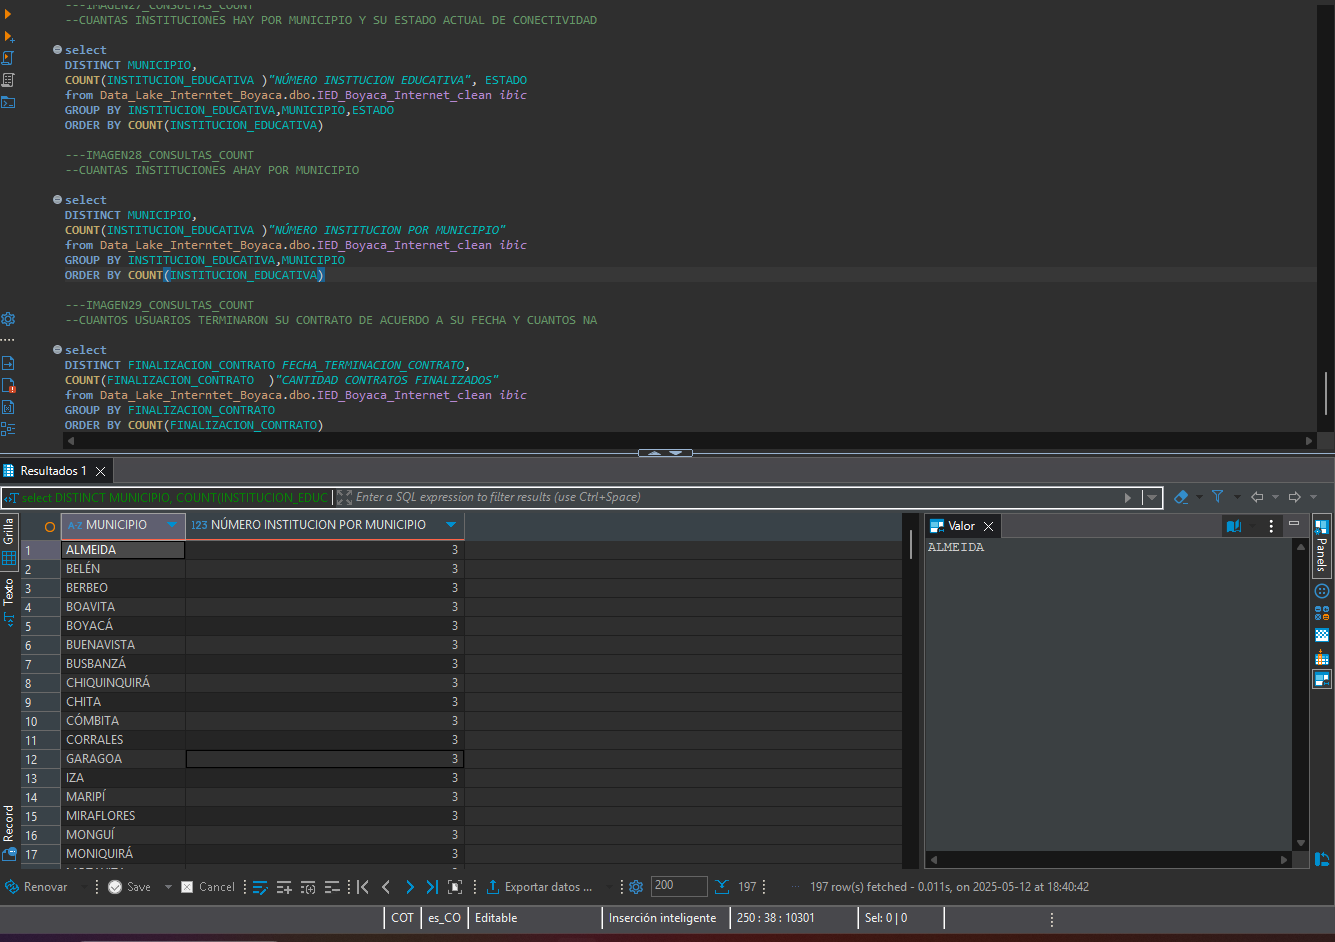 ---IMAGEN27_CONSULTAS_COUNT
--CUANTAS INSTITUCIONES HAY POR MUNICIPIO Y SU ESTADO ACTUAL DE CONECTIVIDAD
select
DISTINCT MUNICIPIO,
COUNT(INSTITUCION_EDUCATIVA )"NÚMERO INSTTUCION EDUCATIVA", ESTADO
from Data_Lake_Interntet_Boyaca.dbo.IED_Boyaca_Internet_clean ibic
GROUP BY INSTITUCION_EDUCATIVA,MUNICIPIO,ESTADO
ORDER BY COUNT(INSTITUCION_EDUCATIVA)
---IMAGEN28_CONSULTAS_COUNT
--CUANTAS INSTITUCIONES AHAY POR MUNICIPIO
select
DISTINCT MUNICIPIO,
COUNT(INSTITUCION_EDUCATIVA )"NÚMERO INSTITUCION POR MUNICIPIO"
from Data_Lake_Interntet_Boyaca.dbo.IED_Boyaca_Internet_clean ibic
GROUP BY INSTITUCION_EDUCATIVA,MUNICIPIO
ORDER BY COUNT(INSTITUCION_EDUCATIVA)
---IMAGEN29_CONSULTAS_COUNT
--CUANTOS USUARIOS TERMINARON SU CONTRATO DE ACUERDO A SU FECHA Y CUANTOS NA
select
DISTINCT FINALIZACION_CONTRATO FECHA_TERMINACION_CONTRATO,
COUNT(FINALIZACION_CONTRATO  )"CANTIDAD CONTRATOS FINALIZADOS"
from Data_Lake_Interntet_Boyaca.dbo.IED_Boyaca_Internet_clean ibic
GROUP BY FINALIZACION_CONTRATO
ORDER BY COUNT(FINALIZACION_CONTRATO)
Resultados 1
select DISTINCT MUNICIPIO, COUNT(INSTITUCION_EDUC
Enter a SQL expression to filter results (use Ctrl+Space)
Grilla
Texto
Record
A-Z MUNICIPIO
123 NÚMERO INSTITUCION POR MUNICIPIO
1 ALMEIDA 3
2 BELÉN 3
3 BERBEO 3
4 BOAVITA 3
5 BOYACÁ 3
6 BUENAVISTA 3
7 BUSBANZÁ 3
8 CHIQUINQUIRÁ 3
9 CHITA 3
10 CÓMBITA 3
11 CORRALES 3
12 GARAGOA 3
13 IZA 3
14 MARIPÍ 3
15 MIRAFLORES 3
16 MONGUÍ 3
17 MONIQUIRÁ 3
Valor
ALMEIDA
Panels
Renovar
Save
Cancel
Exportar datos ...
200
197
197 row(s) fetched - 0.011s, on 2025-05-12 at 18:40:42
COT
es_CO
Editable
Inserción inteligente
250 : 38 : 10301
Sel: 0 | 0